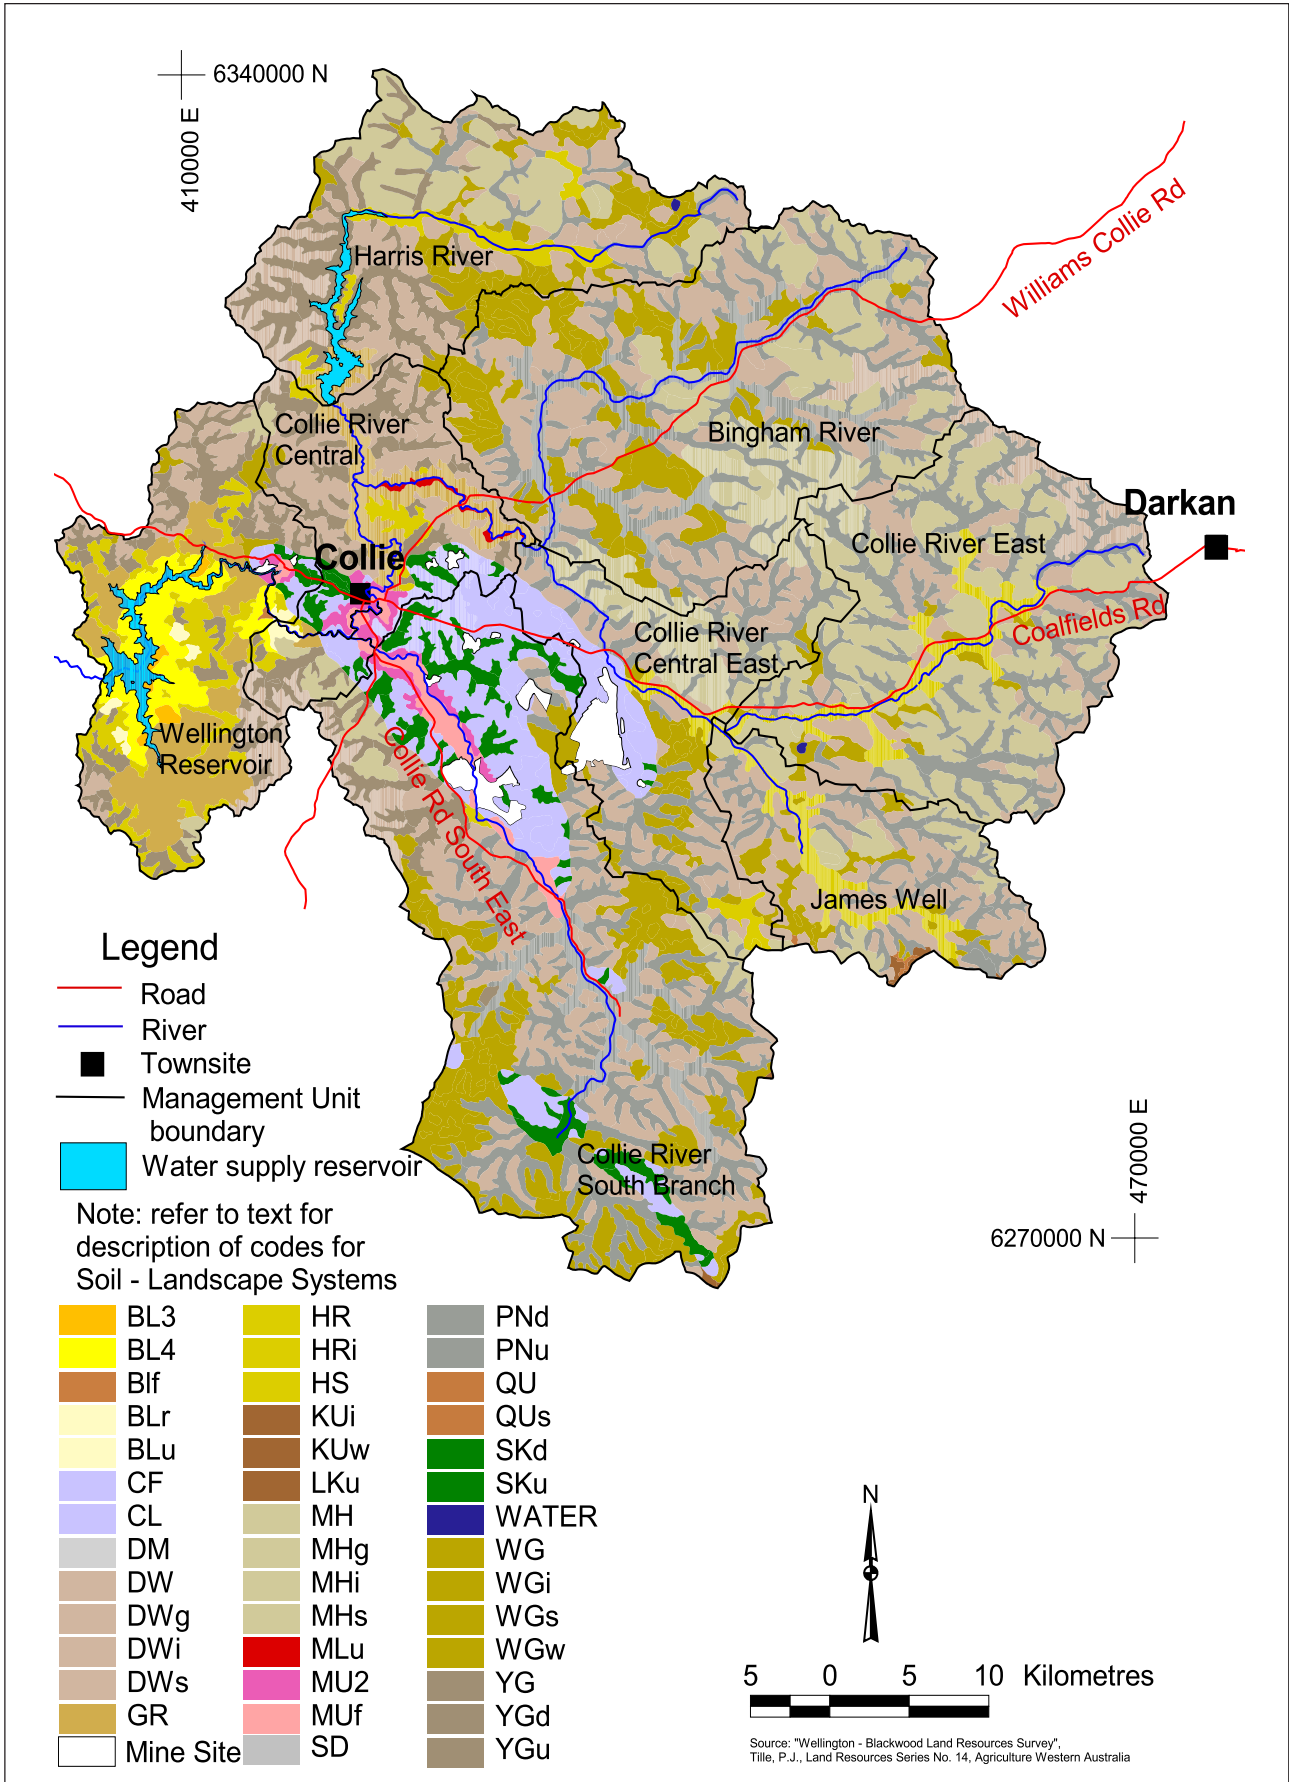 6340000 N
410000 E
Williams Collie Rd
Harris River
Collie River
Central
Bingham River
Darkan
Collie River East
Collie
Coalfields Rd
Collie River
Central East
Wellington
Reservoir
Collie Rd South East
James Well
Legend
Road
River
Townsite
Management Unit
boundary
Water supply reservoir
Collie River
South Branch
470000 E
6270000 N
Note: refer to text for
description of codes for
Soil - Landscape Systems
BL3
BL4
Blf
BLr
BLu
CF
CL
DM
DW
DWg
DWi
DWs
GR
Mine Site
HR
HRi
HS
KUi
KUw
LKu
MH
MHg
MHi
MHs
MLu
MU2
MUf
SD
PNd
PNu
QU
QUs
SKd
SKu
WATER
WG
WGi
WGs
WGw
YG
YGd
YGu
N
5 0 5 10 Kilometres
Source: "Wellington - Blackwood Land Resources Survey",
Tille, P.J., Land Resources Series No. 14, Agriculture Western Australia